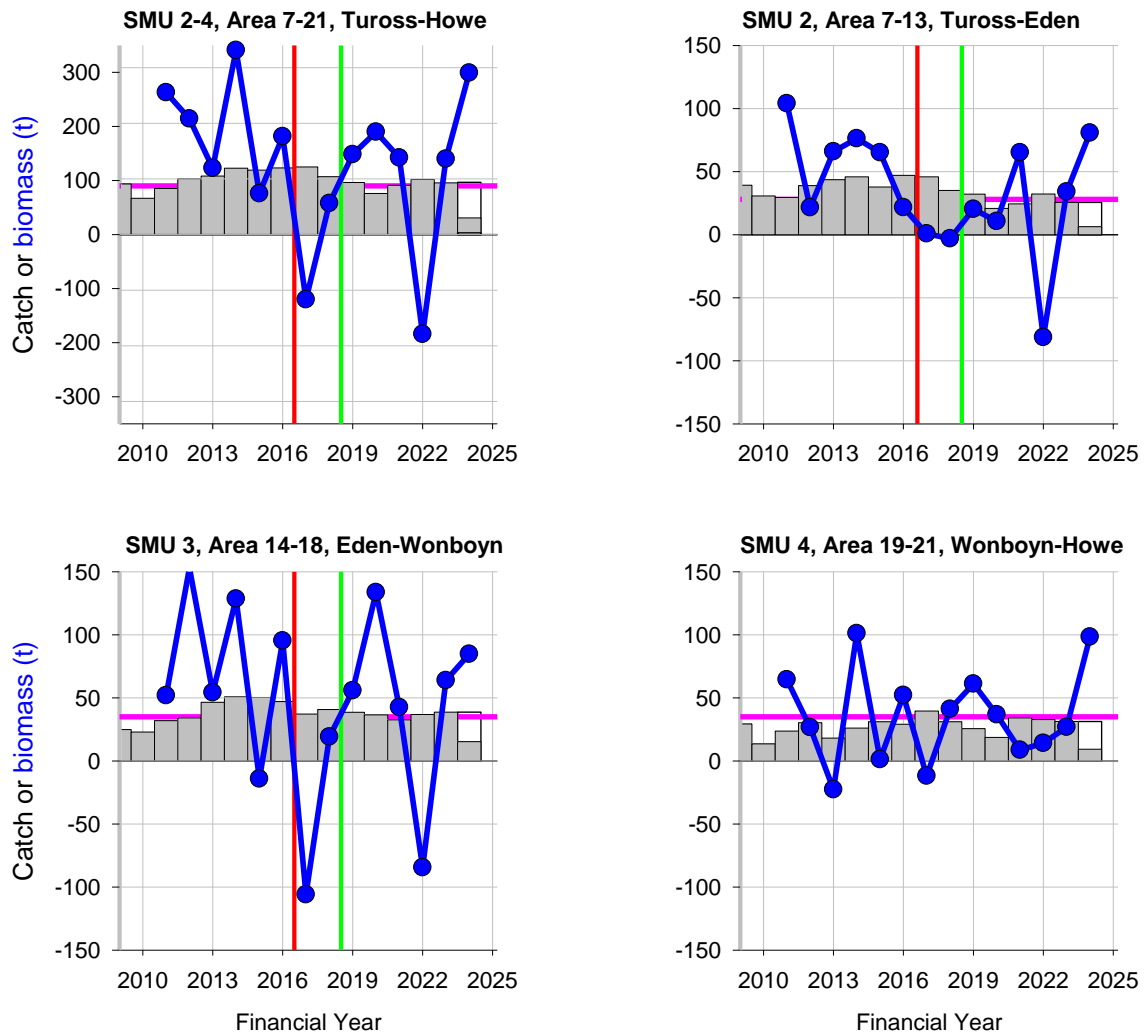 SMU 2-4, Area 7-21, Tuross-Howe
Catch or biomass (t)
300
200
100
0
-100
-200
-300
2010 2013 2016 2019 2022 2025
SMU 2, Area 7-13, Tuross-Eden
150
100
50
0
-50
-100
-150
2010 2013 2016 2019 2022 2025
SMU 3, Area 14-18, Eden-Wonboyn
Catch or biomass (t)
150
100
50
0
-50
-100
-150
2010 2013 2016 2019 2022 2025
Financial Year
SMU 4, Area 19-21, Wonboyn-Howe
150
100
50
0
-50
-100
-150
2010 2013 2016 2019 2022 2025
Financial Year